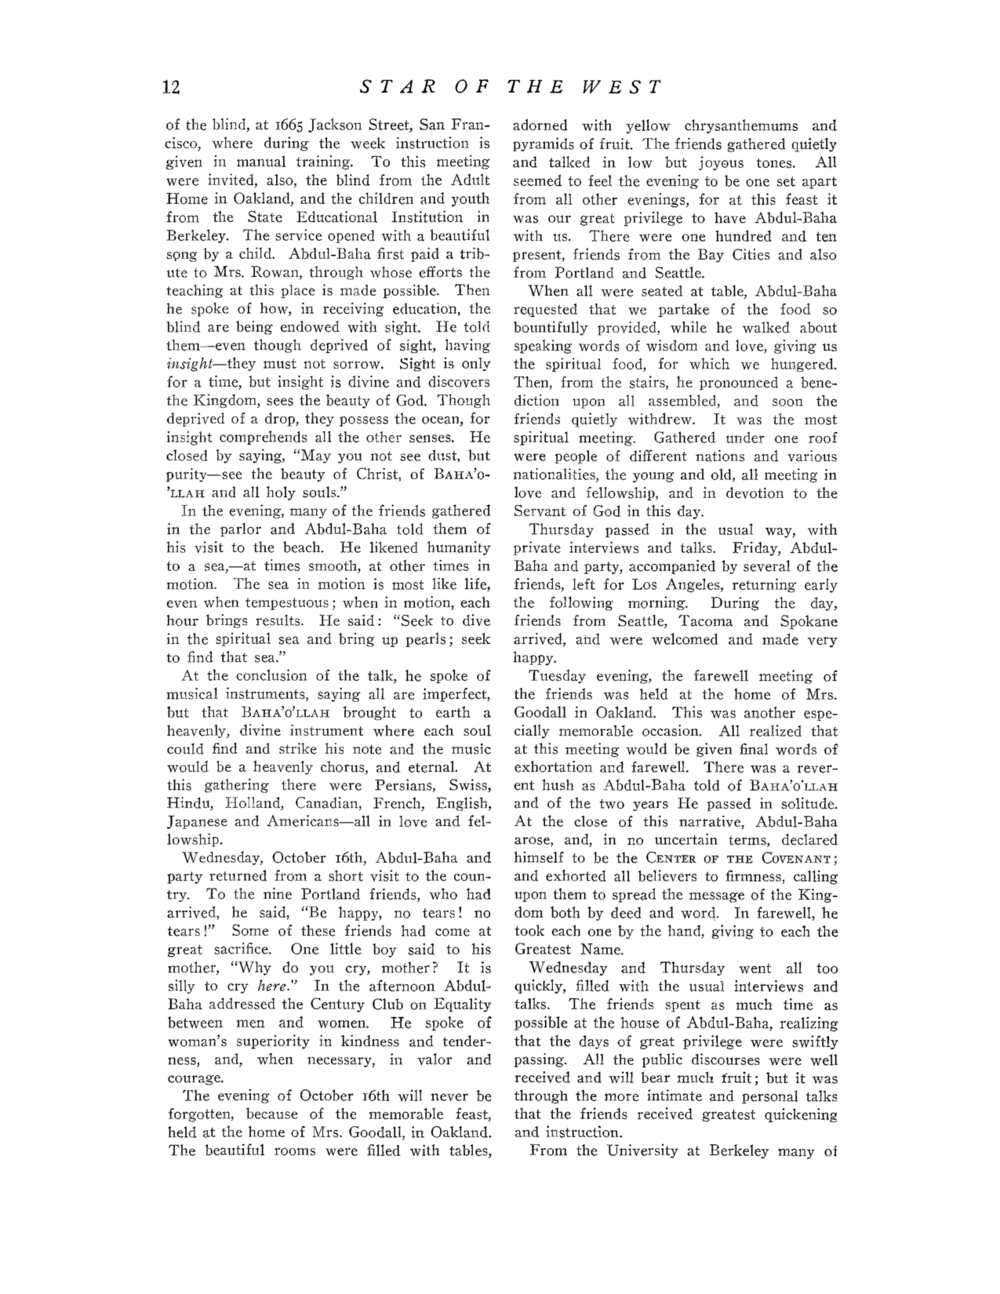 12
STAR OF THE WEST
of the blind, at 1665 Jackson Street, San Fran-
cisco, where during the week instruction is
given in manual training. To this meeting
were invited, also, the blind from the Adult
Home in Oakland, and the children and youth
from the State Educational Institution in
Berkeley. The service opened with a beautiful
song by a child. Abdul-Baha first paid a trib-
ute to Mrs. Rowan, through whose efforts the
teaching at this place is made possible. Then
he spoke of how, in receiving education, the
blind are being endowed with sight. He told
them—even though deprived of sight, having
insight—they must not sorrow. Sight is only
for a time, but insight is divine and discovers
the Kingdom, sees the beauty of God. Though
deprived of a drop, they possess the ocean, for
insight comprehends all the other senses. He
closed by saying, “May you not see dust, but
purity—see the beauty of Christ, of BAHA’O-
’LLAH and all holy souls.”
In the evening, many of the friends gathered
in the parlor and Abdul-Baha told them of
his visit to the beach. He likened humanity
to a sea,—at times smooth, at other times in
motion. The sea in motion is most like life,
even when tempestuous; when in motion, each
hour brings results. He said: “Seek to dive
in the spiritual sea and bring up pearls; seek
to find that sea.”
At the conclusion of the talk, he spoke of
musical instruments, saying all are imperfect,
but that BAHA’O’LLAH brought to earth a
heavenly, divine instrument where each soul
could find and strike his note and the music
would be a heavenly chorus, and eternal. At
this gathering there were Persians, Swiss,
Hindu, Holland, Canadian, French, English,
Japanese and Americans—all in love and fel-
lowship.
Wednesday, October 16th, Abdul-Baha and
party returned from a short visit to the coun-
try. To the nine Portland friends, who had
arrived, he said, “Be happy, no tears! no
tears!” Some of these friends had come at
great sacrifice. One little boy said to his
mother, “Why do you cry, mother? It is
silly to cry here.” In the afternoon Abdul-
Baha addressed the Century Club on Equality
between men and women. He spoke of
woman’s superiority in kindness and tender-
ness, and, when necessary, in valor and
courage.
The evening of October 16th will never be
forgotten, because of the memorable feast,
held at the home of Mrs. Goodall, in Oakland.
The beautiful rooms were filled with tables,
adorned with yellow chrysanthemums and
pyramids of fruit. The friends gathered quietly
and talked in low but joyous tones. All
seemed to feel the evening to be one set apart
from all other evenings, for at this feast it
was our great privilege to have Abdul-Baha
with us. There were one hundred and ten
present, friends from the Bay Cities and also
from Portland and Seattle.
When all were seated at table, Abdul-Baha
requested that we partake of the food so
bountifully provided, while he walked about
speaking words of wisdom and love, giving us
the spiritual food, for which we hungered.
Then, from the stairs, he pronounced a bene-
diction upon all assembled, and soon the
friends quietly withdrew. It was the most
spiritual meeting. Gathered under one roof
were people of different nations and various
nationalities, the young and old, all meeting in
love and fellowship, and in devotion to the
Servant of God in this day.
Thursday passed in the usual way, with
private interviews and talks. Friday, Abdul-
Baha and party, accompanied by several of the
friends, left for Los Angeles, returning early
the following morning. During the day,
friends from Seattle, Tacoma and Spokane
arrived, and were welcomed and made very
happy.
Tuesday evening, the farewell meeting of
the friends was held at the home of Mrs.
Goodall in Oakland. This was another espe-
cially memorable occasion. All realized that
at this meeting would be given final words of
exhortation and farewell. There was a rever-
ent hush as Abdul-Baha told of BAHA’O’LLAH
and of the two years He passed in solitude.
At the close of this narrative, Abdul-Baha
arose, and, in no uncertain terms, declared
himself to be the CENTER OF THE COVENANT;
and exhorted all believers to firmness, calling
upon them to spread the message of the King-
dom both by deed and word. In farewell, he
took each one by the hand, giving to each the
Greatest Name.
Wednesday and Thursday went all too
quickly, filled with the usual interviews and
talks. The friends spent as much time as
possible at the house of Abdul-Baha, realizing
that the days of great privilege were swiftly
passing. All the public discourses were well
received and will bear much fruit; but it was
through the more intimate and personal talks
that the friends received greatest quickening
and instruction.
From the University at Berkeley many of